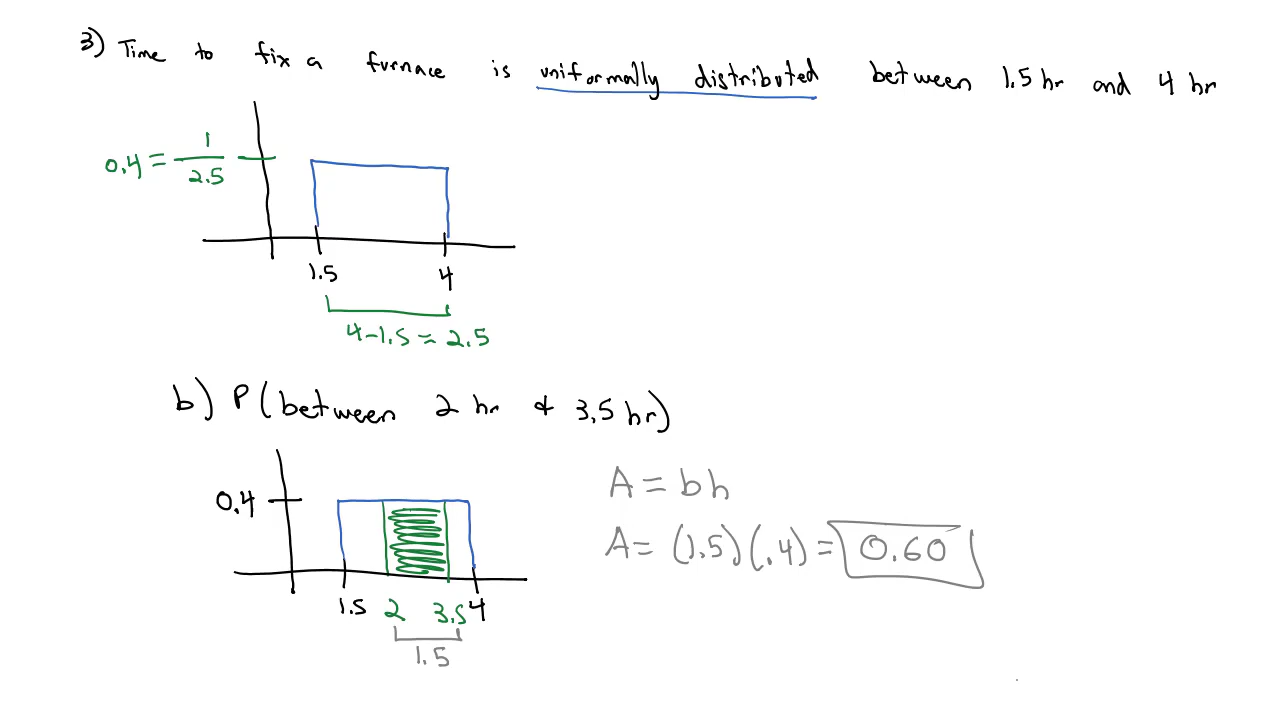 3) Time to fix a furnace is uniformally distributed between 1.5 hr and 4 hr
0.4 = 1/2.5
1.5 4
4-1.5 = 2.5
b) P(between 2 hr & 3.5 hr)
0.4
1.5 2 3.5 4
1.5
A = bh
A = (1.5)(.4) = 0.60